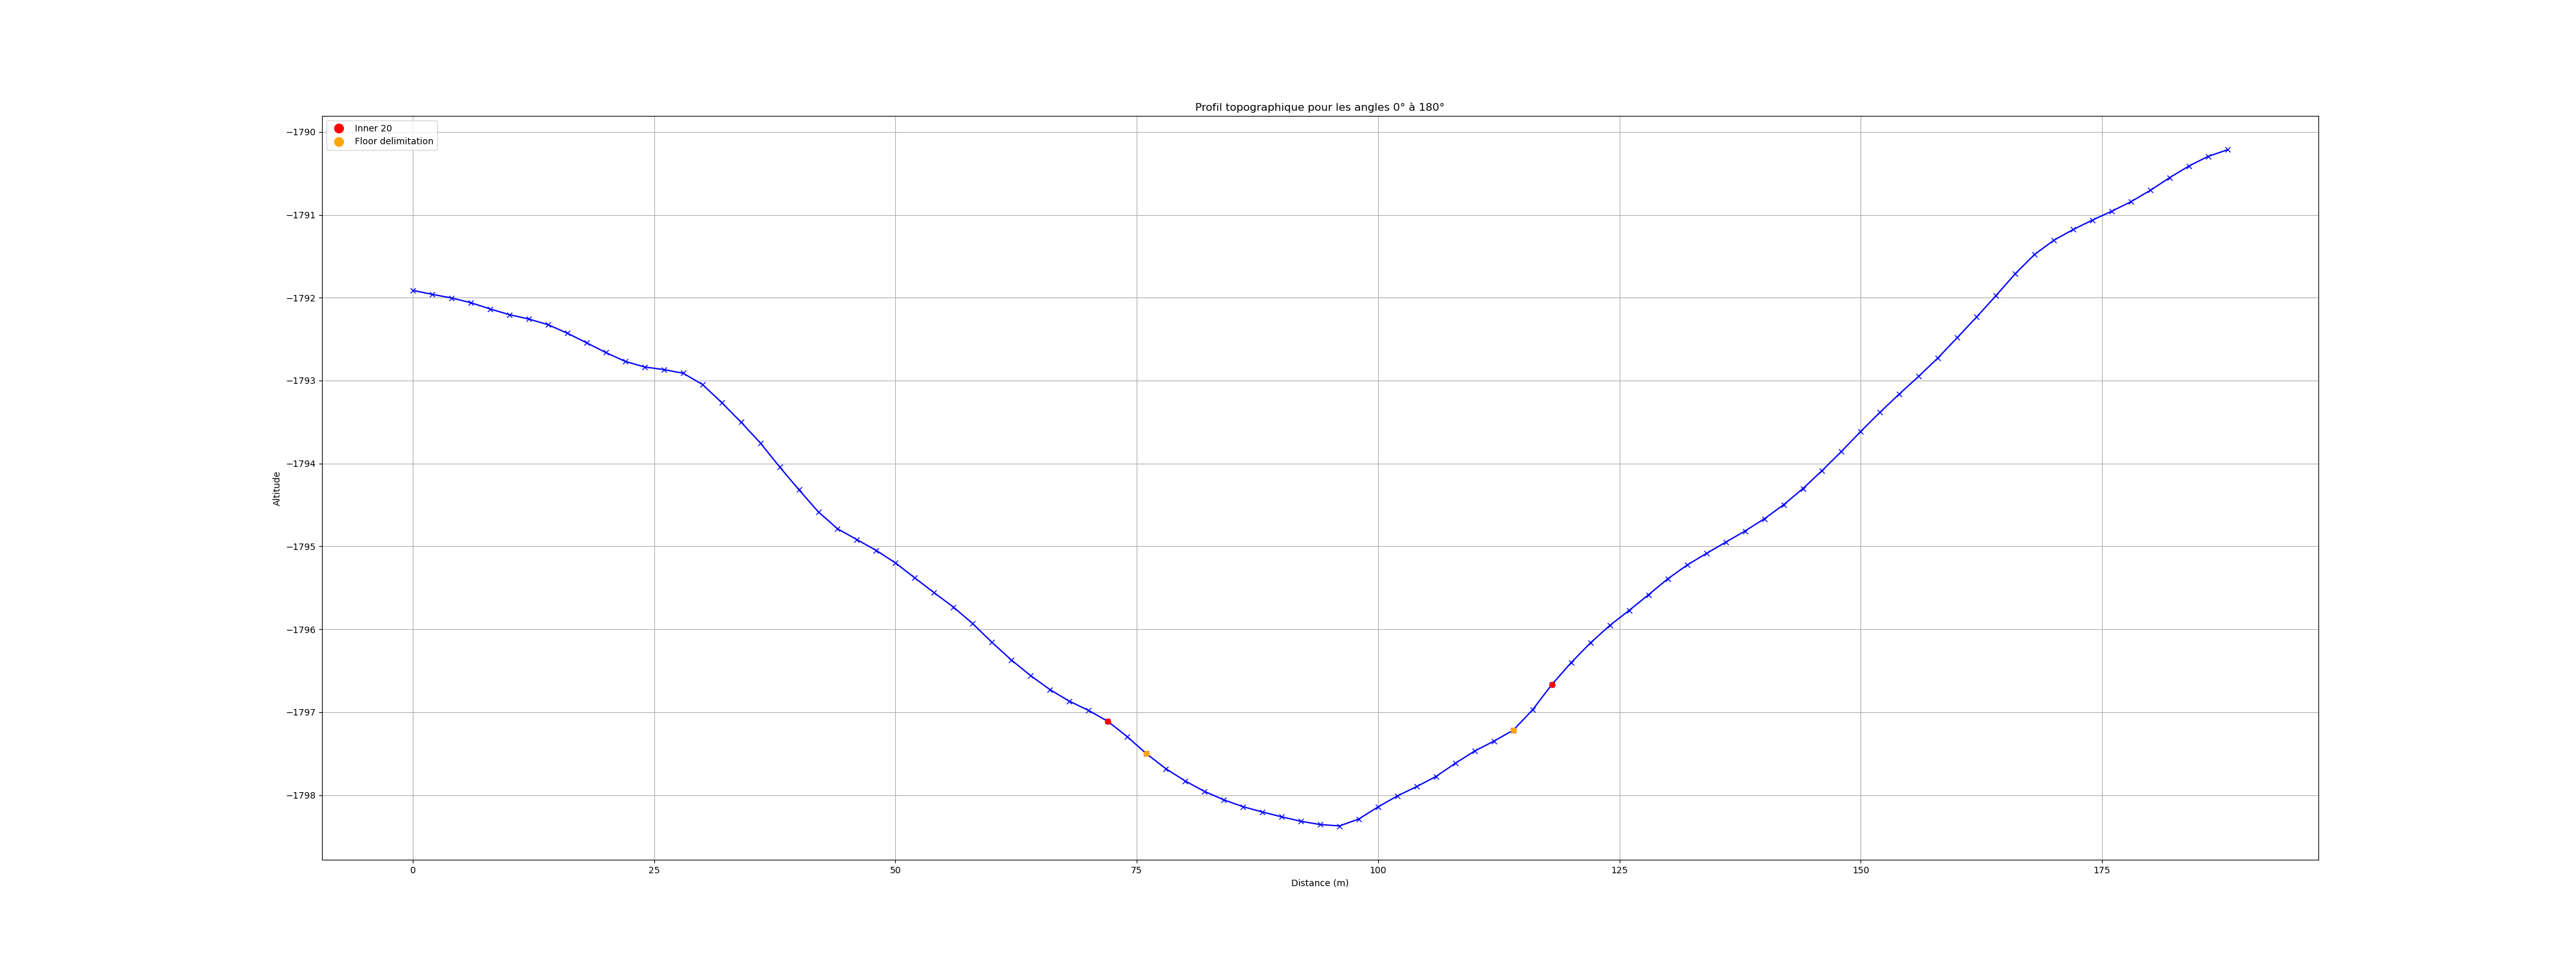 Profil topographique pour les angles 0° à 180°
Inner 20
Floor delimitation
−1790
−1791
−1792
−1793
−1794
−1795
−1796
−1797
−1798
Altitude
0 25 50 75 100 125 150 175
Distance (m)